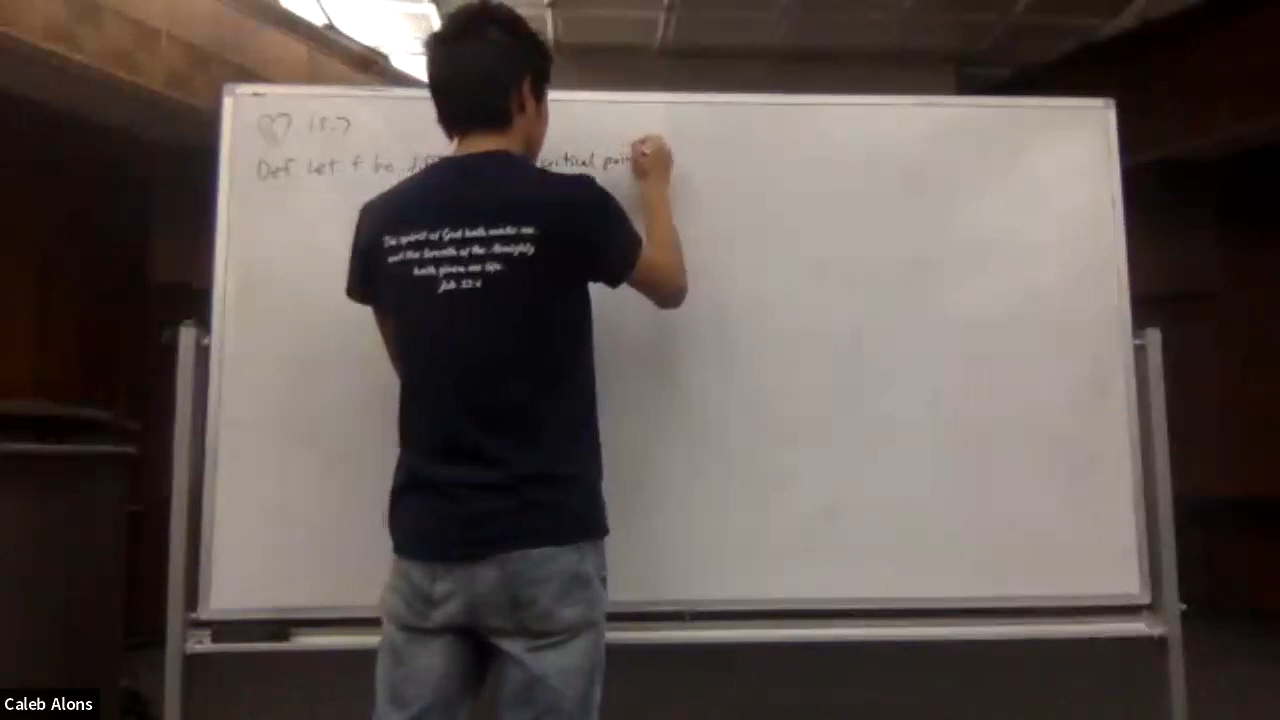 15.7
Def. Let f be critical poin
The spirit of God hath made me
and the breath of the Almighty
hath given me life.
Job 33:4
Caleb Alons